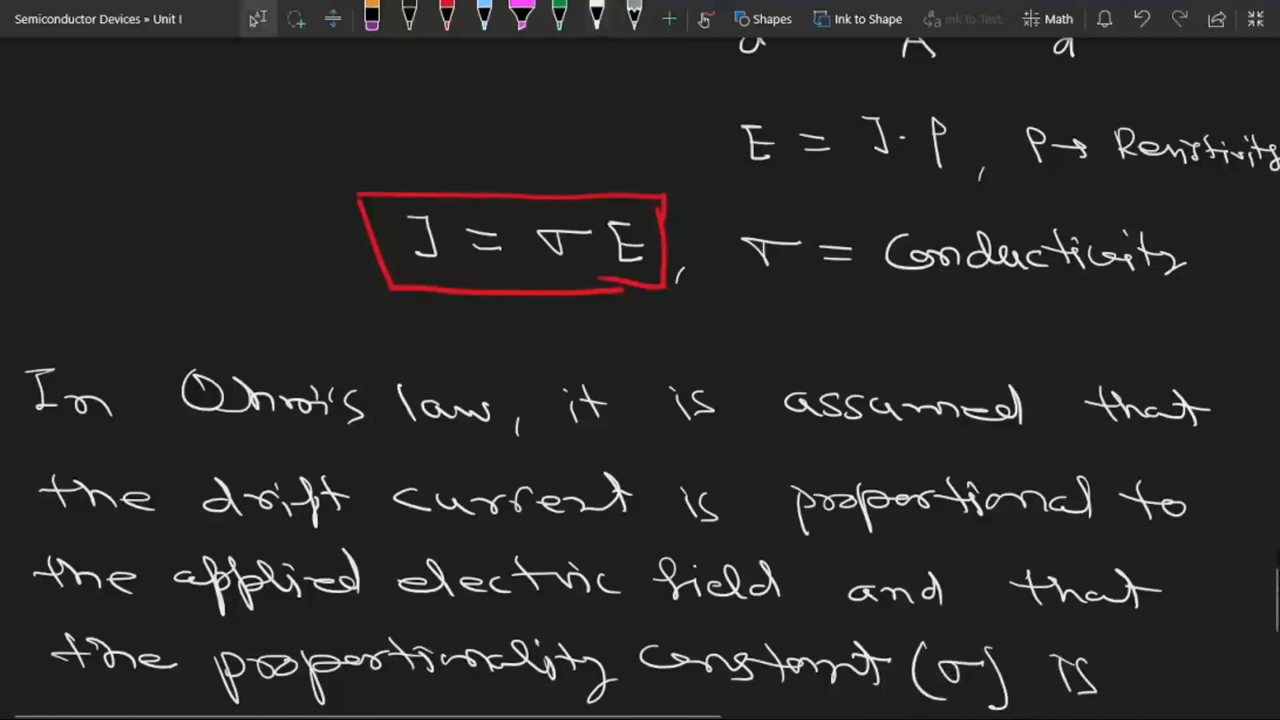 Semiconductor Devices » Unit I
Shapes
Ink to Shape
Ink to Text
Math
E = J · ρ , ρ → Resistivity
J = σ E , σ = Conductivity
In Ohm's law, it is assumed that
the drift current is proportional to
the applied electric field and that
the proportionality constant (σ) is